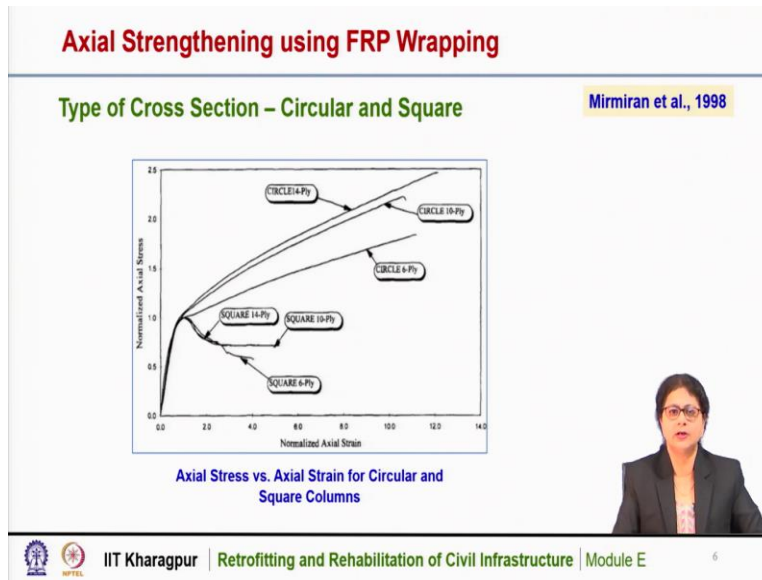 Axial Strengthening using FRP Wrapping
Type of Cross Section – Circular and Square
Mirmiran et al., 1998
2.5
2.0
1.5
1.0
0.5
0.0
Normalized Axial Stress
CIRCLE14-Ply
CIRCLE 10-Ply
CIRCLE 6-Ply
SQUARE 14-Ply
SQUARE 10-Ply
SQUARE 6-Ply
0.0 2.0 4.0 6.0 8.0 10.0 12.0 14.0
Normalized Axial Strain
Axial Stress vs. Axial Strain for Circular and
Square Columns
NPTEL
IIT Kharagpur | Retrofitting and Rehabilitation of Civil Infrastructure | Module E
6